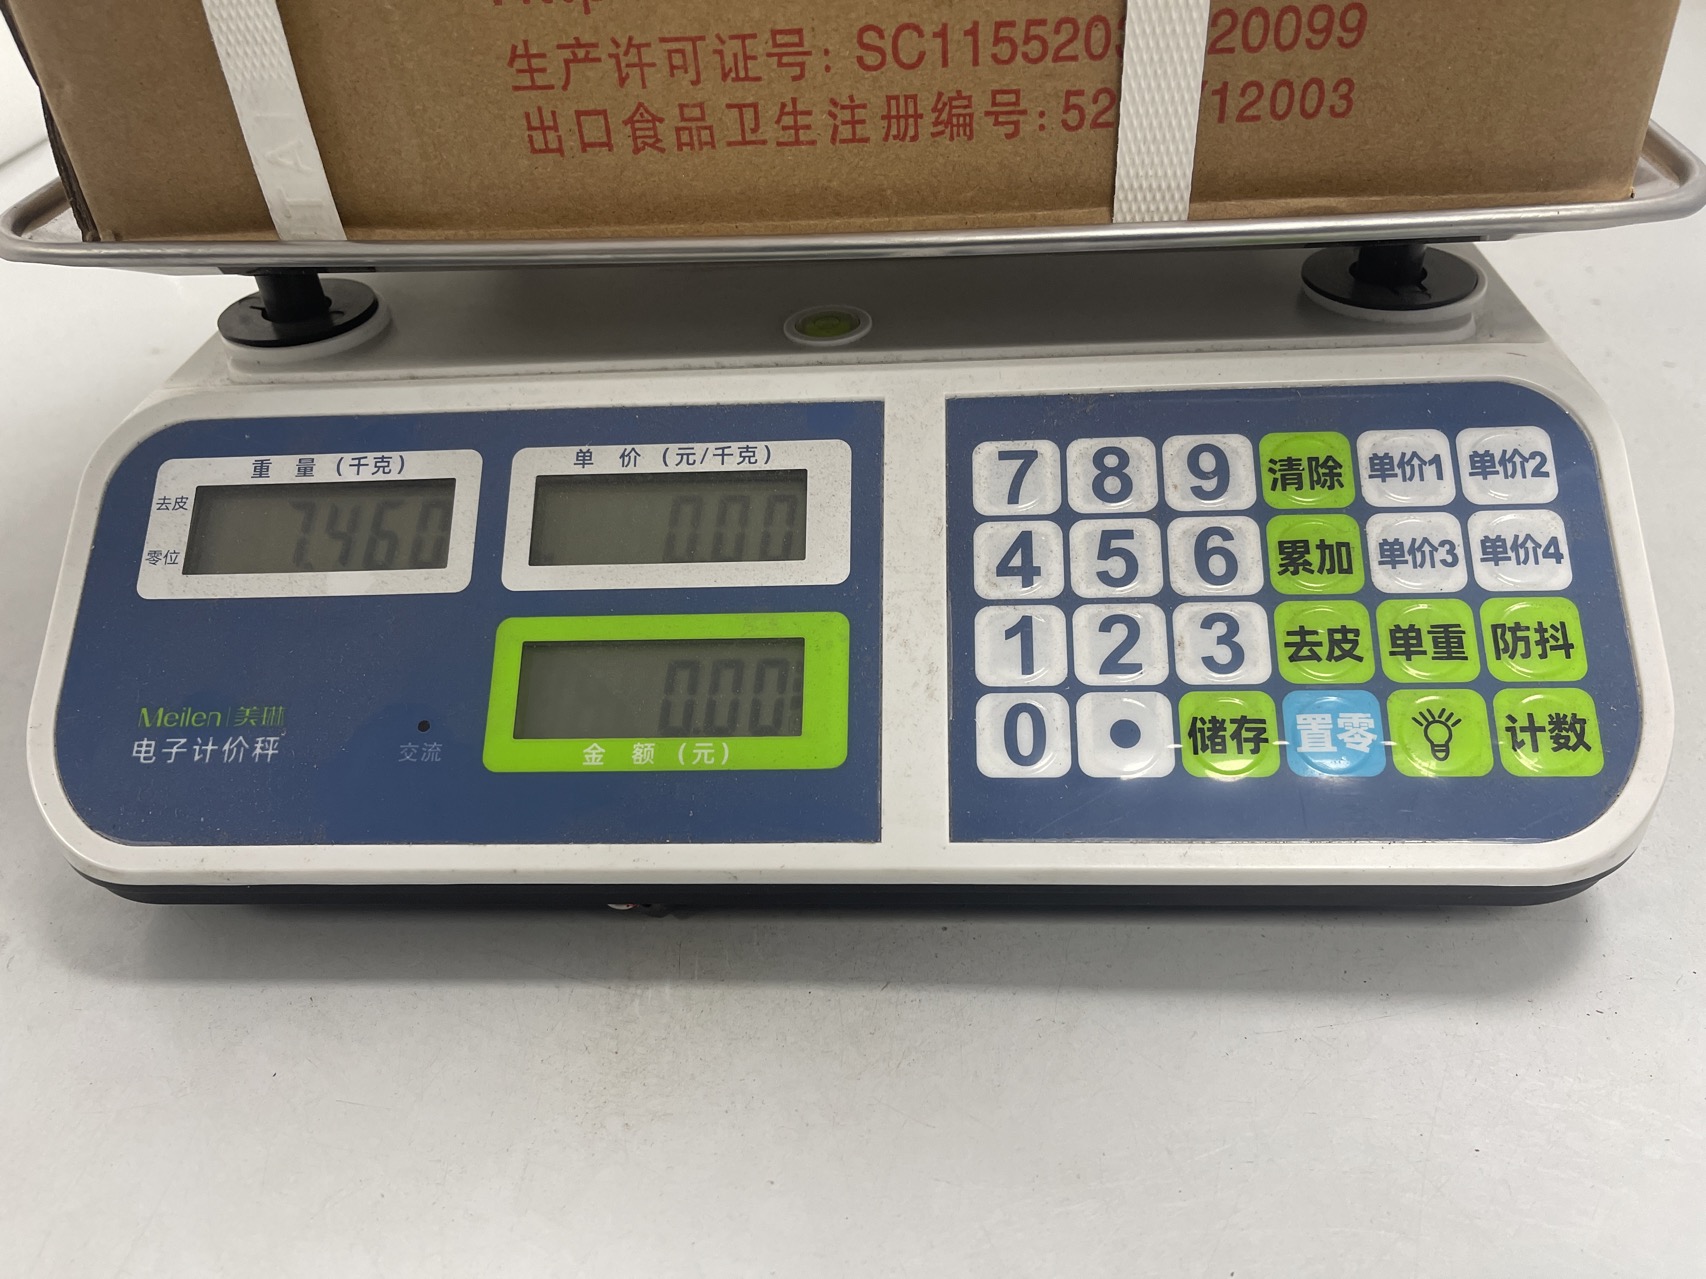 生产许可证号: SC1155203 20099
出口食品卫生注册编号: 52 12003
重 量 (千克)
单 价 (元/千克)
去皮
零位
7.460
0.00
0.00
金 额 (元)
Meilen 美琳
电子计价秤
交流
7 8 9 清除 单价1 单价2
4 5 6 累加 单价3 单价4
1 2 3 去皮 单重 防抖
0 . 储存 置零 计数